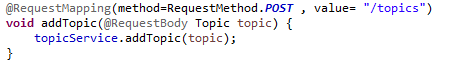 @RequestMapping(method=RequestMethod.POST , value= "/topics")
void addTopic(@RequestBody Topic topic) {
    topicService.addTopic(topic);
}